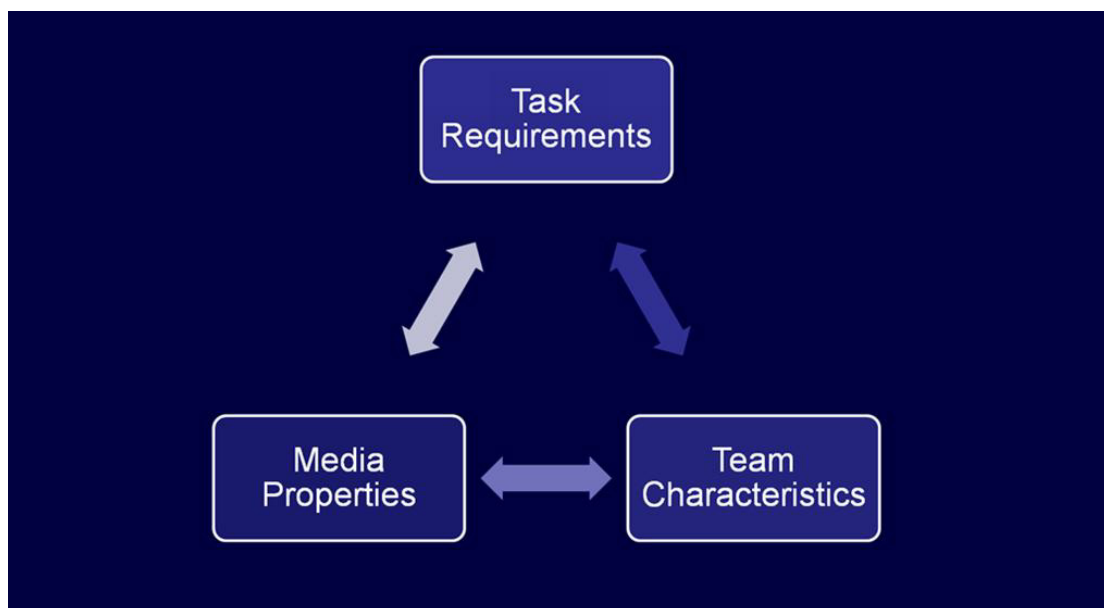 Task
Requirements
Media
Properties
Team
Characteristics